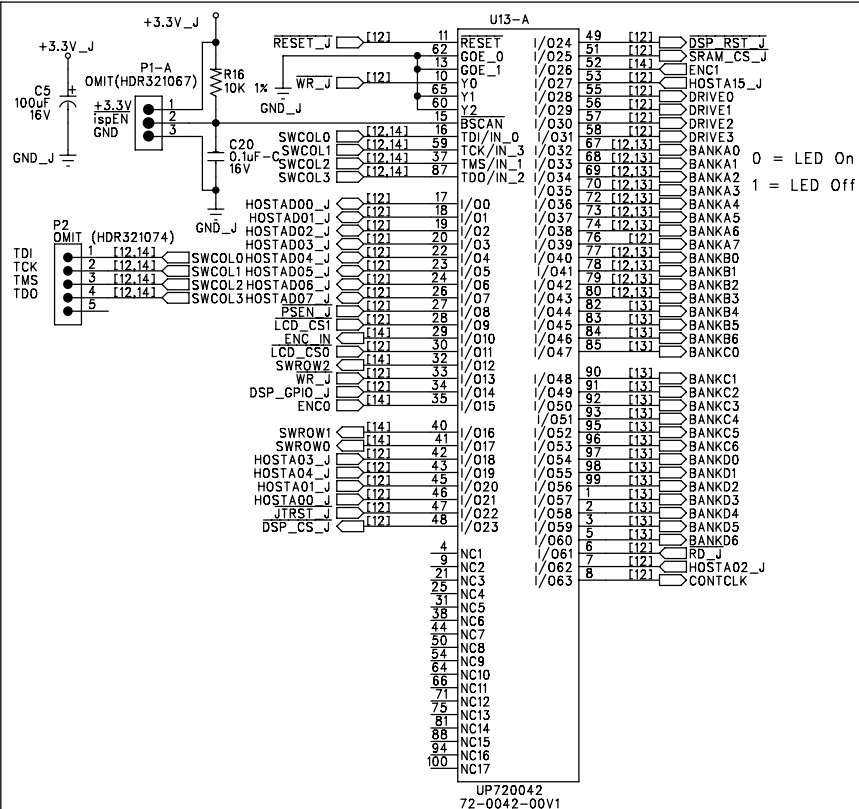 U13-A
+3.3V_J
+3.3V_J
C5
100uF
16V
GND_J
P1-A
OMIT(HDR321067)
+3.3V 1
ispEN 2
GND 3
R16
10K 1%
C20
0.1uF-C
16V
GND_J
GND_J
P2
OMIT (HDR321074)
TDI 1 [12,14] SWCOL0
TCK 2 [12,14] SWCOL1
TMS 3 [12,14] SWCOL2
TDO 4 [12,14] SWCOL3
5
RESET_J [12] 11 RESET
62 GOE_0
13 GOE_1
WR_J [12] 10 Y0
65 Y1
60 Y2
15 BSCAN
SWCOL0 [12,14] 16 TDI/IN_0
SWCOL1 [12,14] 59 TCK/IN_3
SWCOL2 [12,14] 37 TMS/IN_1
SWCOL3 [12,14] 87 TDO/IN_2
HOSTAD00_J [12] 17 I/O0
HOSTAD01_J [12] 18 I/O1
HOSTAD02_J [12] 19 I/O2
HOSTAD03_J [12] 20 I/O3
HOSTAD04_J [12] 22 I/O4
HOSTAD05_J [12] 23 I/O5
HOSTAD06_J [12] 24 I/O6
HOSTAD07_J [12] 26 I/O7
PSEN_J [12] 27 I/O8
LCD_CS1 [12] 28 I/O9
ENC_IN [14] 29 I/O10
LCD_CS0 [12] 30 I/O11
SWROW2 [14] 32 I/O12
WR_J [12] 33 I/O13
DSP_GPIO_J [12] 34 I/O14
ENC0 [14] 35 I/O15
SWROW1 [14] 40 I/O16
SWROW0 [14] 41 I/O17
HOSTA03_J [12] 42 I/O18
HOSTA04_J [12] 43 I/O19
HOSTA01_J [12] 45 I/O20
HOSTA00_J [12] 46 I/O21
JTRST_J [12] 47 I/O22
DSP_CS_J [12] 48 I/O23
4 NC1
9 NC2
21 NC3
25 NC4
31 NC5
38 NC6
44 NC7
50 NC8
54 NC9
64 NC10
66 NC11
71 NC12
75 NC13
81 NC14
88 NC15
94 NC16
100 NC17
I/O24 49 [12] DSP_RST_J
I/O25 51 [12] SRAM_CS_J
I/O26 52 [14] ENC1
I/O27 53 [12] HOSTA15_J
I/O28 55 [12] DRIVE0
I/O29 56 [12] DRIVE1
I/O30 57 [12] DRIVE2
I/O31 58 [12] DRIVE3
I/O32 67 [12,13] BANKA0
I/O33 68 [12,13] BANKA1
I/O34 69 [12,13] BANKA2
I/O35 70 [12,13] BANKA3
I/O36 72 [12,13] BANKA4
I/O37 73 [12,13] BANKA5
I/O38 74 [12,13] BANKA6
I/O39 76 [12] BANKA7
I/O40 77 [12,13] BANKB0
I/O41 78 [12,13] BANKB1
I/O42 79 [12,13] BANKB2
I/O43 80 [12,13] BANKB3
I/O44 82 [13] BANKB4
I/O45 83 [13] BANKB5
I/O46 84 [13] BANKB6
I/O47 85 [13] BANKC0
I/O48 90 [13] BANKC1
I/O49 91 [13] BANKC2
I/O50 92 [13] BANKC3
I/O51 93 [13] BANKC4
I/O52 95 [13] BANKC5
I/O53 96 [13] BANKC6
I/O54 97 [13] BANKD0
I/O55 98 [13] BANKD1
I/O56 99 [13] BANKD2
I/O57 1 [13] BANKD3
I/O58 2 [13] BANKD4
I/O59 3 [13] BANKD5
I/O60 5 [13] BANKD6
I/O61 6 [12] RD_J
I/O62 7 [12] HOSTA02_J
I/O63 8 [12] CONTCLK
0 = LED On
1 = LED Off
UP720042
72-0042-00V1